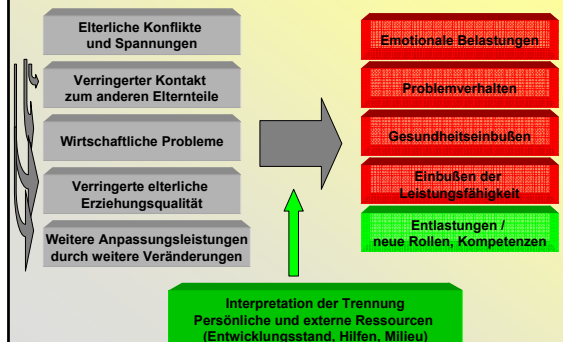 Elterliche Konflikte
und Spannungen
Verringerter Kontakt
zum anderen Elternteile
Wirtschaftliche Probleme
Verringerte elterliche
Erziehungsqualität
Weitere Anpassungsleistungen
durch weitere Veränderungen
Emotionale Belastungen
Problemverhalten
Gesundheitseinbußen
Einbußen der
Leistungsfähigkeit
Entlastungen /
neue Rollen, Kompetenzen
Interpretation der Trennung
Persönliche und externe Ressourcen
(Entwicklungsstand, Hilfen, Milieu)